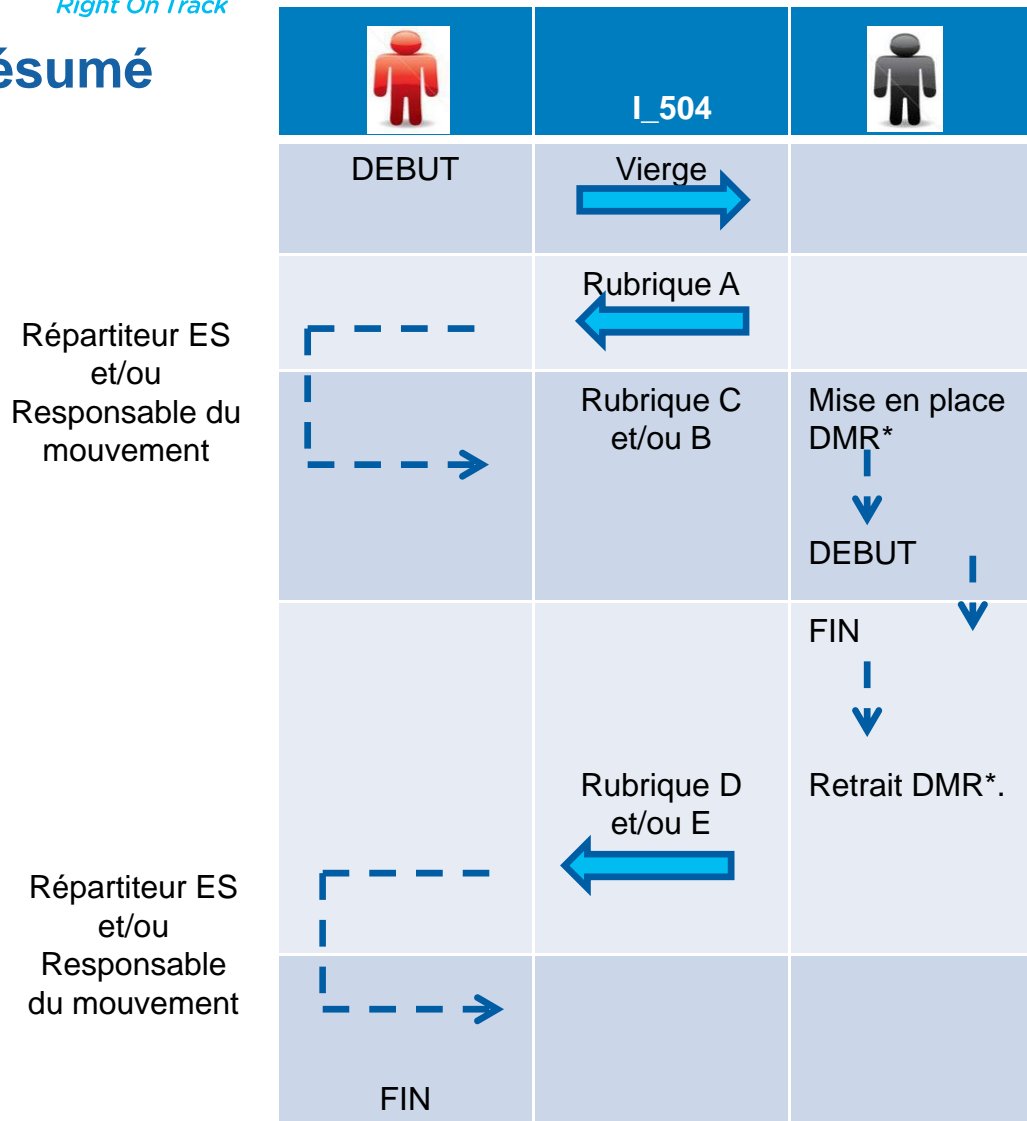 Right On Track
ésumé
I_504
DEBUT
Vierge
Rubrique A
Répartiteur ES
et/ou
Responsable du
mouvement
Rubrique C
et/ou B
Mise en place
DMR*
DEBUT
FIN
Rubrique D
et/ou E
Retrait DMR*.
Répartiteur ES
et/ou
Responsable
du mouvement
FIN